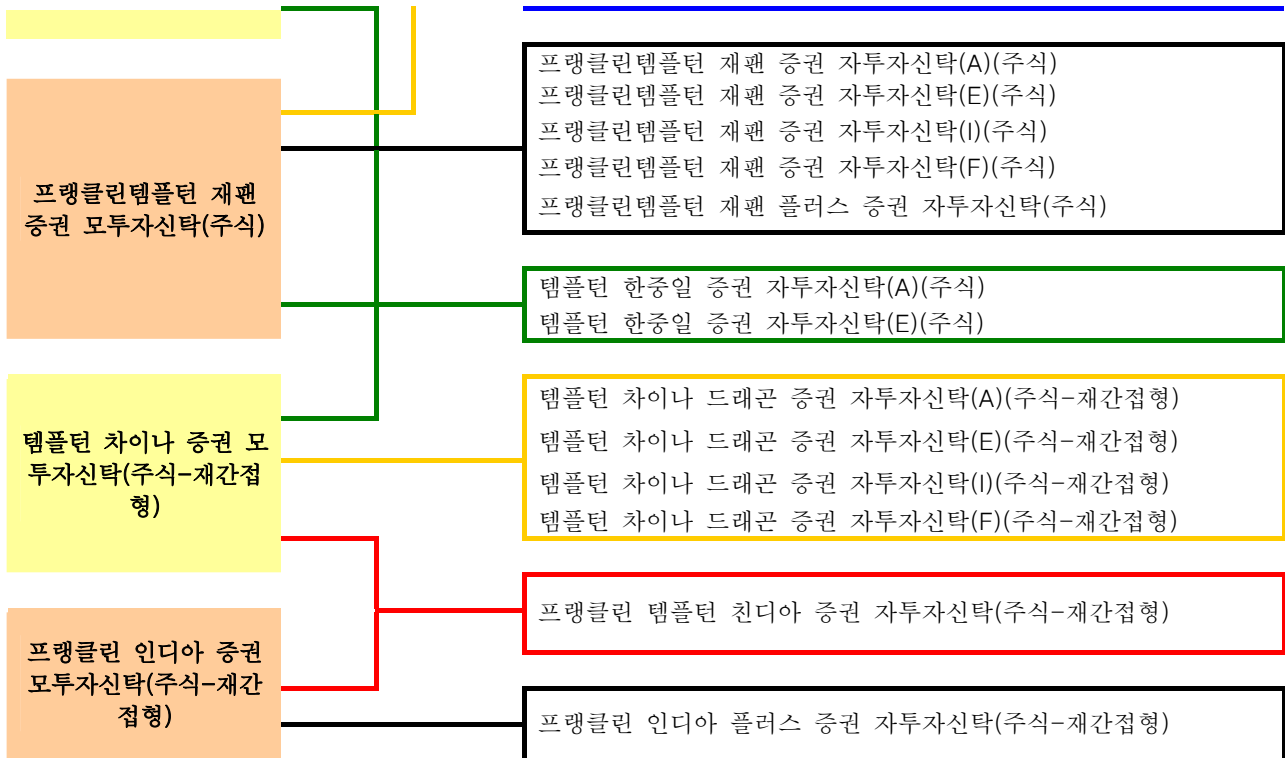 프랭클린템플턴 재팬
증권 모투자신탁(주식)
템플턴 차이나 증권 모
투자신탁(주식-재간접
형)
프랭클린 인디아 증권
모투자신탁(주식-재간
접형)
프랭클린템플턴 재팬 증권 자투자신탁(A)(주식)
프랭클린템플턴 재팬 증권 자투자신탁(E)(주식)
프랭클린템플턴 재팬 증권 자투자신탁(I)(주식)
프랭클린템플턴 재팬 증권 자투자신탁(F)(주식)
프랭클린템플턴 재팬 플러스 증권 자투자신탁(주식)
템플턴 한중일 증권 자투자신탁(A)(주식)
템플턴 한중일 증권 자투자신탁(E)(주식)
템플턴 차이나 드래곤 증권 자투자신탁(A)(주식-재간접형)
템플턴 차이나 드래곤 증권 자투자신탁(E)(주식-재간접형)
템플턴 차이나 드래곤 증권 자투자신탁(I)(주식-재간접형)
템플턴 차이나 드래곤 증권 자투자신탁(F)(주식-재간접형)
프랭클린 템플턴 친디아 증권 자투자신탁(주식-재간접형)
프랭클린 인디아 플러스 증권 자투자신탁(주식-재간접형)